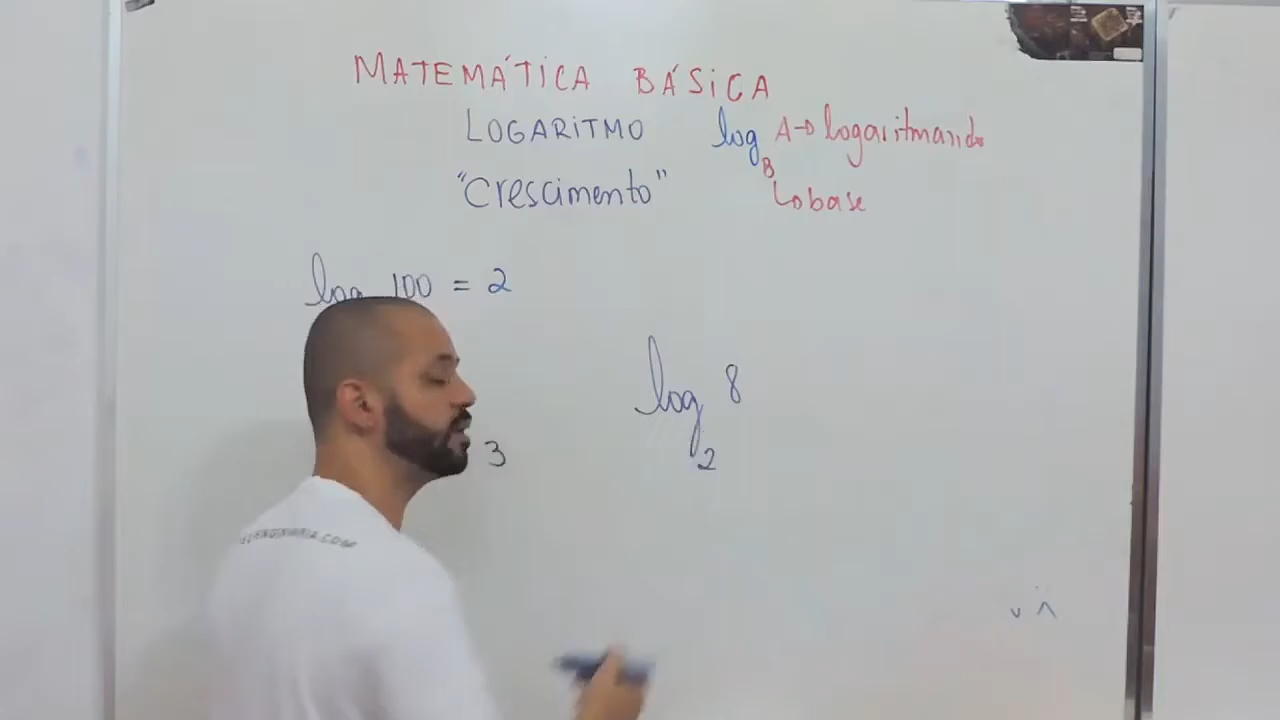 MATEMÁTICA BÁSICA
LOGARITMO
log A→ logaritmando
B
↳ base
"Crescimento"
log 100 = 2
3
log 8
2